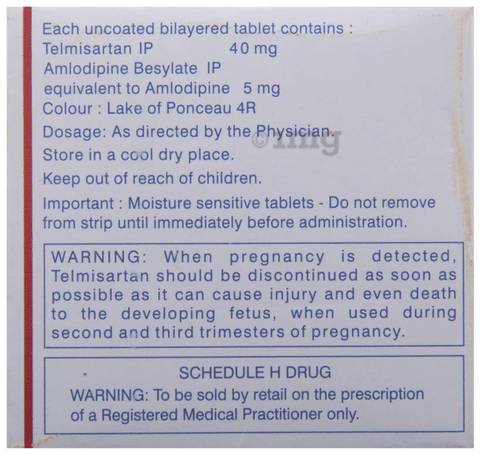 Each uncoated bilayered tablet contains :
Telmisartan IP 40 mg
Amlodipine Besylate IP
equivalent to Amlodipine 5 mg
Colour : Lake of Ponceau 4R
Dosage: As directed by the Physician.
Store in a cool dry place.
Keep out of reach of children.
Important : Moisture sensitive tablets - Do not remove
from strip until immediately before administration.
WARNING: When pregnancy is detected,
Telmisartan should be discontinued as soon as
possible as it can cause injury and even death
to the developing fetus, when used during
second and third trimesters of pregnancy.
SCHEDULE H DRUG
WARNING: To be sold by retail on the prescription
of a Registered Medical Practitioner only.